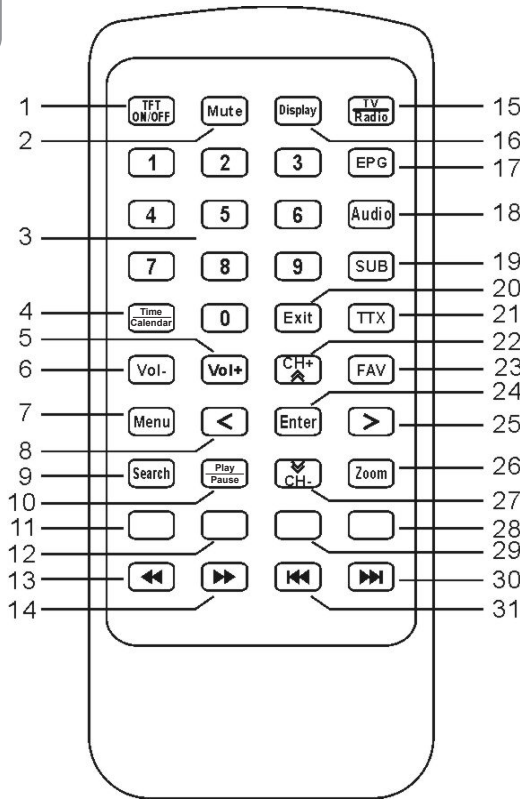 1 TFT ON/OFF Mute Display TV Radio 15
2 16
1 2 3 EPG 17
4 5 6 Audio 18
3
7 8 9 SUB 19
20
4 Time Calendar 0 Exit TTX 21
5 22
6 Vol- Vol+ CH+ FAV 23
24
7 Menu < Enter > 25
8
9 Search Play Pause CH- Zoom 26
10 27
11 28
12 29
13 30
14 31